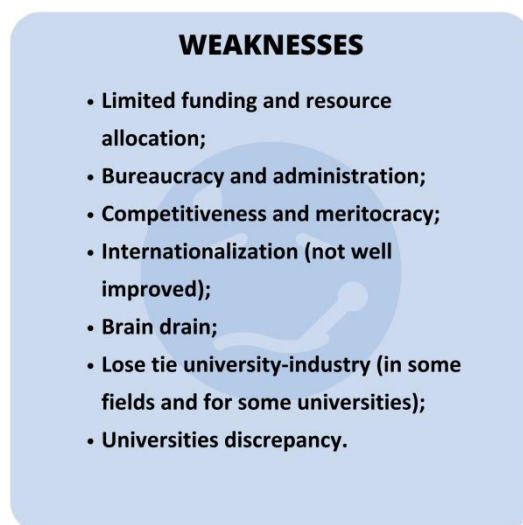 WEAKNESSES
• Limited funding and resource
allocation;
• Bureaucracy and administration;
• Competitiveness and meritocracy;
• Internationalization (not well
improved);
• Brain drain;
• Lose tie university-industry (in some
fields and for some universities);
• Universities discrepancy.